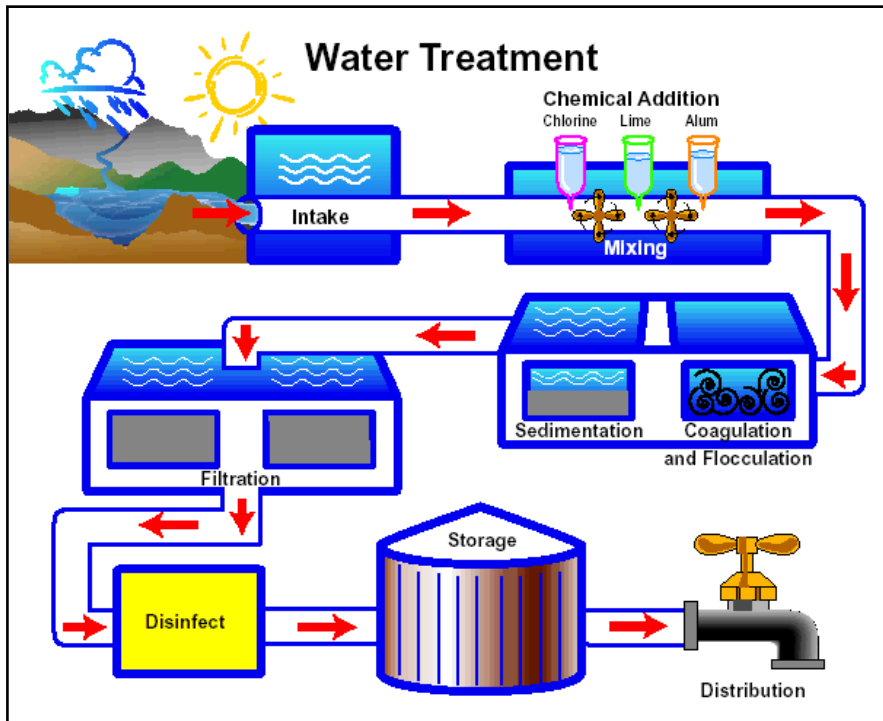 Water Treatment
Chemical Addition
Chlorine Lime Alum
Intake
Mixing
Sedimentation
Coagulation
and Flocculation
Filtration
Disinfect
Storage
Distribution